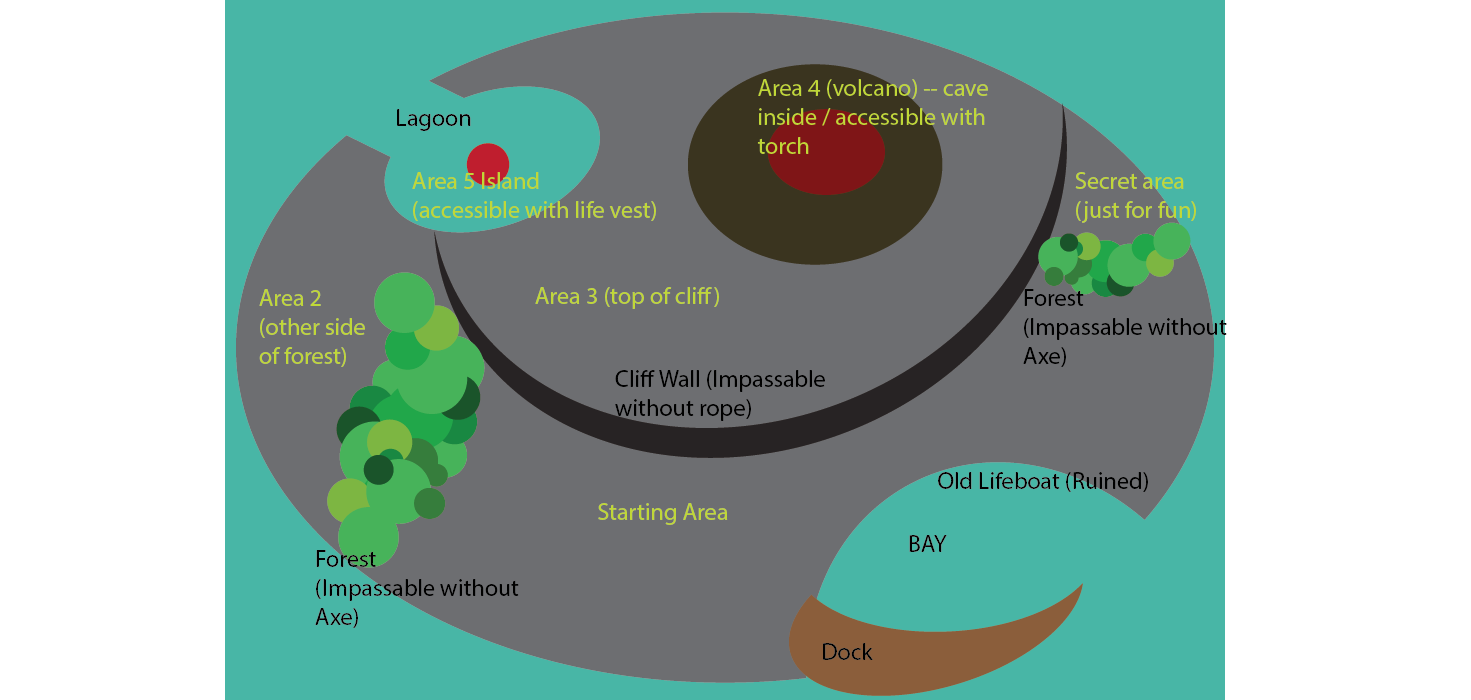 Area 4 (volcano) -- cave
inside / accessible with
torch
Lagoon
Area 5 Island
(accessible with life vest)
Secret area
(just for fun)
Area 2
(other side
of forest)
Area 3 (top of cliff)
Forest
(Impassable without
Axe)
Cliff Wall (Impassable
without rope)
Old Lifeboat (Ruined)
Starting Area
BAY
Forest
(Impassable without
Axe)
Dock